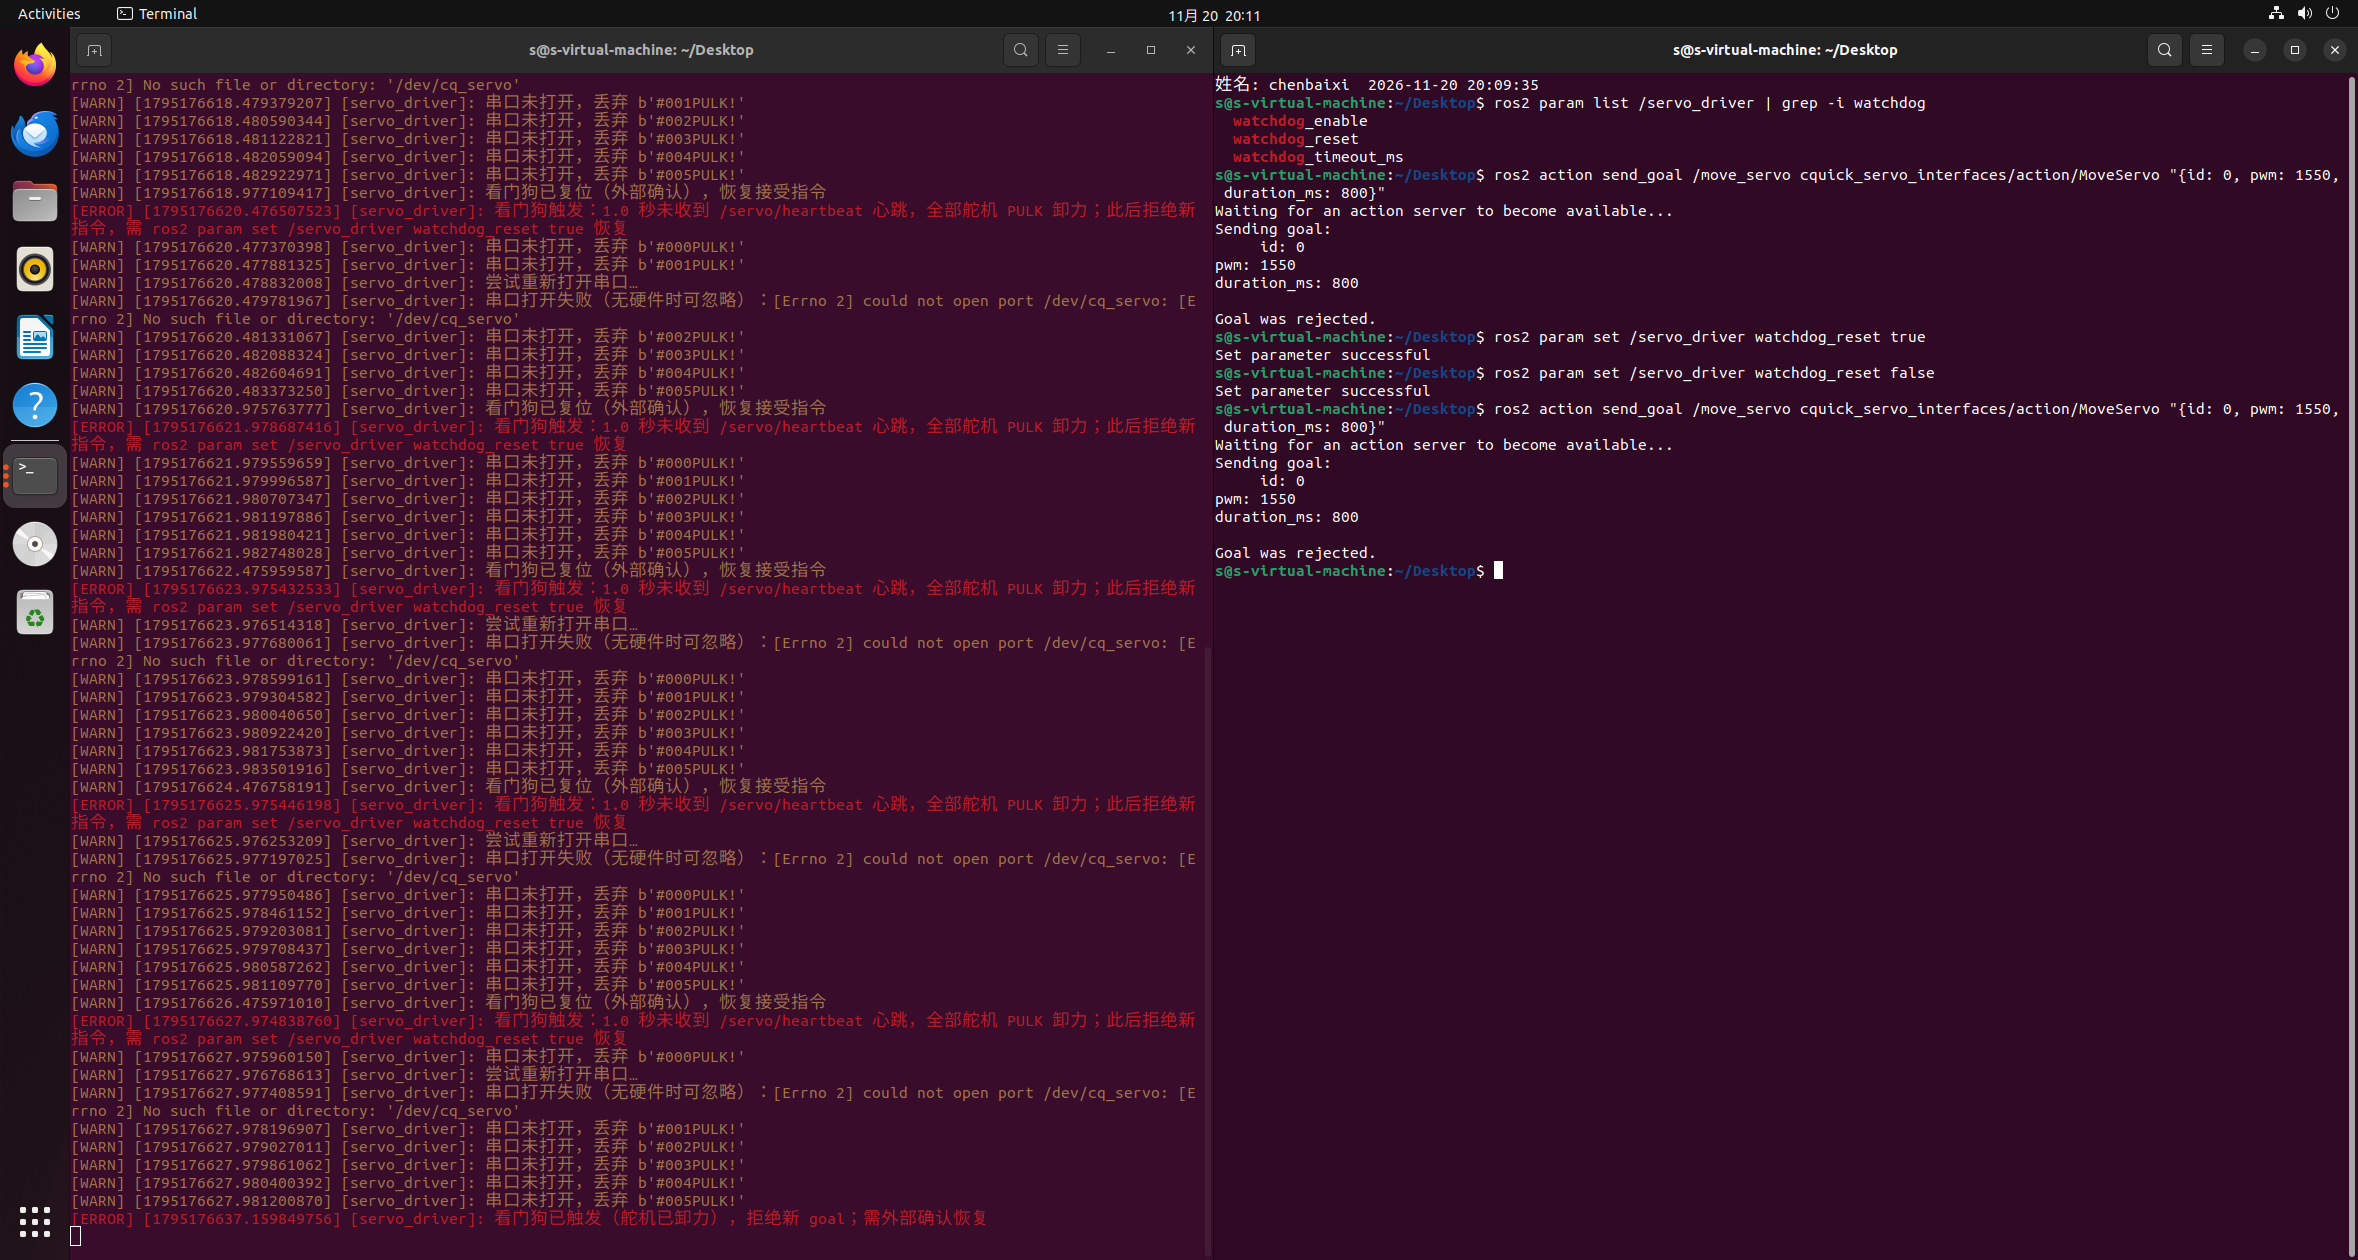 Activities
Terminal
11月 20  20:11
s@s-virtual-machine: ~/Desktop
rrno 2] No such file or directory: '/dev/cq_servo'
[WARN] [1795176618.479379207] [servo_driver]: 串口未打开，丢弃 b'#001PULK!'
[WARN] [1795176618.480590344] [servo_driver]: 串口未打开，丢弃 b'#002PULK!'
[WARN] [1795176618.481122821] [servo_driver]: 串口未打开，丢弃 b'#003PULK!'
[WARN] [1795176618.482059094] [servo_driver]: 串口未打开，丢弃 b'#004PULK!'
[WARN] [1795176618.482922971] [servo_driver]: 串口未打开，丢弃 b'#005PULK!'
[WARN] [1795176618.977109417] [servo_driver]: 看门狗已复位（外部确认），恢复接受指令
[ERROR] [1795176620.476507523] [servo_driver]: 看门狗触发：1.0 秒未收到 /servo/heartbeat 心跳，全部舵机 PULK 卸力；此后拒绝新
指令，需 ros2 param set /servo_driver watchdog_reset true 恢复
[WARN] [1795176620.477370398] [servo_driver]: 串口未打开，丢弃 b'#000PULK!'
[WARN] [1795176620.477881325] [servo_driver]: 串口未打开，丢弃 b'#001PULK!'
[WARN] [1795176620.478832008] [servo_driver]: 尝试重新打开串口…
[WARN] [1795176620.479781967] [servo_driver]: 串口打开失败（无硬件时可忽略）：[Errno 2] could not open port /dev/cq_servo: [E
rrno 2] No such file or directory: '/dev/cq_servo'
[WARN] [1795176620.481331067] [servo_driver]: 串口未打开，丢弃 b'#002PULK!'
[WARN] [1795176620.482088324] [servo_driver]: 串口未打开，丢弃 b'#003PULK!'
[WARN] [1795176620.482604691] [servo_driver]: 串口未打开，丢弃 b'#004PULK!'
[WARN] [1795176620.483373250] [servo_driver]: 串口未打开，丢弃 b'#005PULK!'
[WARN] [1795176620.975763777] [servo_driver]: 看门狗已复位（外部确认），恢复接受指令
[ERROR] [1795176621.978687416] [servo_driver]: 看门狗触发：1.0 秒未收到 /servo/heartbeat 心跳，全部舵机 PULK 卸力；此后拒绝新
指令，需 ros2 param set /servo_driver watchdog_reset true 恢复
[WARN] [1795176621.979559659] [servo_driver]: 串口未打开，丢弃 b'#000PULK!'
[WARN] [1795176621.979996587] [servo_driver]: 串口未打开，丢弃 b'#001PULK!'
[WARN] [1795176621.980707347] [servo_driver]: 串口未打开，丢弃 b'#002PULK!'
[WARN] [1795176621.981197886] [servo_driver]: 串口未打开，丢弃 b'#003PULK!'
[WARN] [1795176621.981980421] [servo_driver]: 串口未打开，丢弃 b'#004PULK!'
[WARN] [1795176621.982748028] [servo_driver]: 串口未打开，丢弃 b'#005PULK!'
[WARN] [1795176622.475959587] [servo_driver]: 看门狗已复位（外部确认），恢复接受指令
[ERROR] [1795176623.975432533] [servo_driver]: 看门狗触发：1.0 秒未收到 /servo/heartbeat 心跳，全部舵机 PULK 卸力；此后拒绝新
指令，需 ros2 param set /servo_driver watchdog_reset true 恢复
[WARN] [1795176623.976514318] [servo_driver]: 尝试重新打开串口…
[WARN] [1795176623.977680061] [servo_driver]: 串口打开失败（无硬件时可忽略）：[Errno 2] could not open port /dev/cq_servo: [E
rrno 2] No such file or directory: '/dev/cq_servo'
[WARN] [1795176623.978599161] [servo_driver]: 串口未打开，丢弃 b'#000PULK!'
[WARN] [1795176623.979304582] [servo_driver]: 串口未打开，丢弃 b'#001PULK!'
[WARN] [1795176623.980040650] [servo_driver]: 串口未打开，丢弃 b'#002PULK!'
[WARN] [1795176623.980922420] [servo_driver]: 串口未打开，丢弃 b'#003PULK!'
[WARN] [1795176623.981753873] [servo_driver]: 串口未打开，丢弃 b'#004PULK!'
[WARN] [1795176623.983501916] [servo_driver]: 串口未打开，丢弃 b'#005PULK!'
[WARN] [1795176624.476758191] [servo_driver]: 看门狗已复位（外部确认），恢复接受指令
[ERROR] [1795176625.975446198] [servo_driver]: 看门狗触发：1.0 秒未收到 /servo/heartbeat 心跳，全部舵机 PULK 卸力；此后拒绝新
指令，需 ros2 param set /servo_driver watchdog_reset true 恢复
[WARN] [1795176625.976253209] [servo_driver]: 尝试重新打开串口…
[WARN] [1795176625.977197025] [servo_driver]: 串口打开失败（无硬件时可忽略）：[Errno 2] could not open port /dev/cq_servo: [E
rrno 2] No such file or directory: '/dev/cq_servo'
[WARN] [1795176625.977950486] [servo_driver]: 串口未打开，丢弃 b'#000PULK!'
[WARN] [1795176625.978461152] [servo_driver]: 串口未打开，丢弃 b'#001PULK!'
[WARN] [1795176625.979203081] [servo_driver]: 串口未打开，丢弃 b'#002PULK!'
[WARN] [1795176625.979708437] [servo_driver]: 串口未打开，丢弃 b'#003PULK!'
[WARN] [1795176625.980587262] [servo_driver]: 串口未打开，丢弃 b'#004PULK!'
[WARN] [1795176625.981109770] [servo_driver]: 串口未打开，丢弃 b'#005PULK!'
[WARN] [1795176626.475971010] [servo_driver]: 看门狗已复位（外部确认），恢复接受指令
[ERROR] [1795176627.974838760] [servo_driver]: 看门狗触发：1.0 秒未收到 /servo/heartbeat 心跳，全部舵机 PULK 卸力；此后拒绝新
指令，需 ros2 param set /servo_driver watchdog_reset true 恢复
[WARN] [1795176627.975960150] [servo_driver]: 串口未打开，丢弃 b'#000PULK!'
[WARN] [1795176627.976768613] [servo_driver]: 尝试重新打开串口…
[WARN] [1795176627.977408591] [servo_driver]: 串口打开失败（无硬件时可忽略）：[Errno 2] could not open port /dev/cq_servo: [E
rrno 2] No such file or directory: '/dev/cq_servo'
[WARN] [1795176627.978196907] [servo_driver]: 串口未打开，丢弃 b'#001PULK!'
[WARN] [1795176627.979027011] [servo_driver]: 串口未打开，丢弃 b'#002PULK!'
[WARN] [1795176627.979861062] [servo_driver]: 串口未打开，丢弃 b'#003PULK!'
[WARN] [1795176627.980400392] [servo_driver]: 串口未打开，丢弃 b'#004PULK!'
[WARN] [1795176627.981200870] [servo_driver]: 串口未打开，丢弃 b'#005PULK!'
[ERROR] [1795176637.159849756] [servo_driver]: 看门狗已触发（舵机已卸力），拒绝新 goal；需外部确认恢复
s@s-virtual-machine: ~/Desktop
姓名: chenbaixi  2026-11-20 20:09:35
s@s-virtual-machine:~/Desktop$ ros2 param list /servo_driver | grep -i watchdog
  watchdog_enable
  watchdog_reset
  watchdog_timeout_ms
s@s-virtual-machine:~/Desktop$ ros2 action send_goal /move_servo cquick_servo_interfaces/action/MoveServo "{id: 0, pwm: 1550,
 duration_ms: 800}"
Waiting for an action server to become available...
Sending goal:
     id: 0
pwm: 1550
duration_ms: 800

Goal was rejected.
s@s-virtual-machine:~/Desktop$ ros2 param set /servo_driver watchdog_reset true
Set parameter successful
s@s-virtual-machine:~/Desktop$ ros2 param set /servo_driver watchdog_reset false
Set parameter successful
s@s-virtual-machine:~/Desktop$ ros2 action send_goal /move_servo cquick_servo_interfaces/action/MoveServo "{id: 0, pwm: 1550,
 duration_ms: 800}"
Waiting for an action server to become available...
Sending goal:
     id: 0
pwm: 1550
duration_ms: 800

Goal was rejected.
s@s-virtual-machine:~/Desktop$